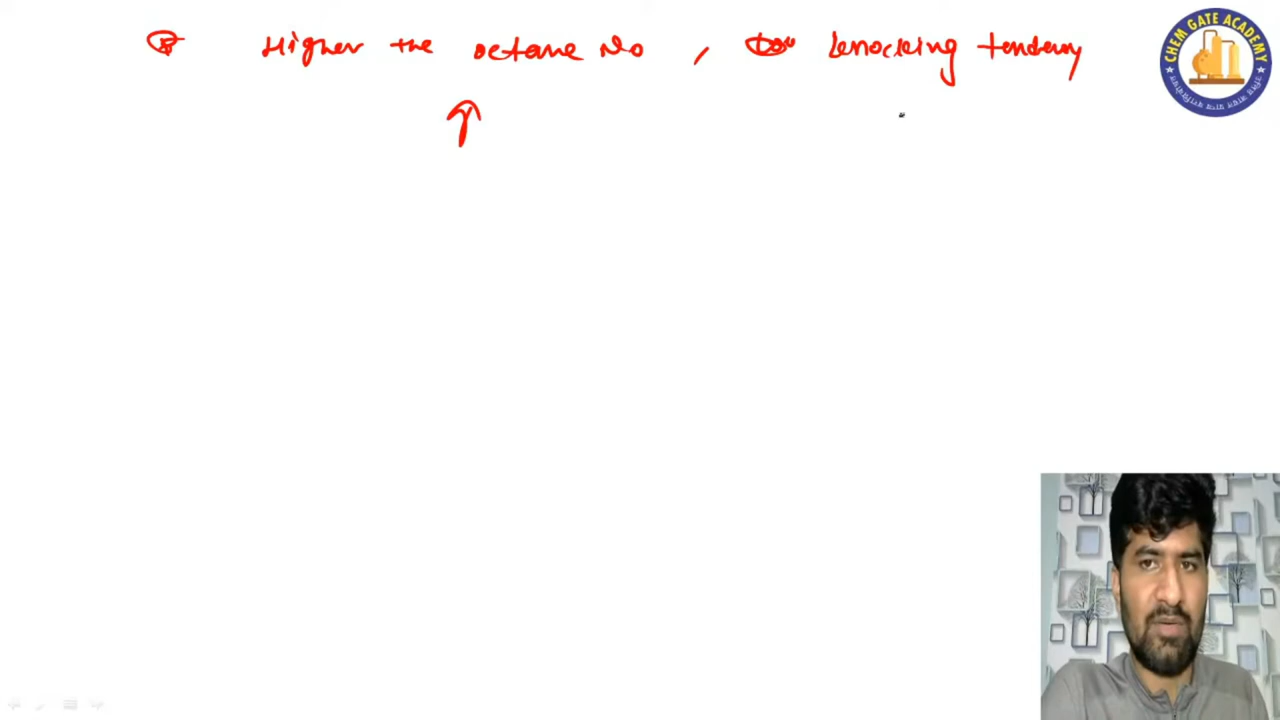 Higher the octane No , knocking tendency
CHEM GATE ACADEMY